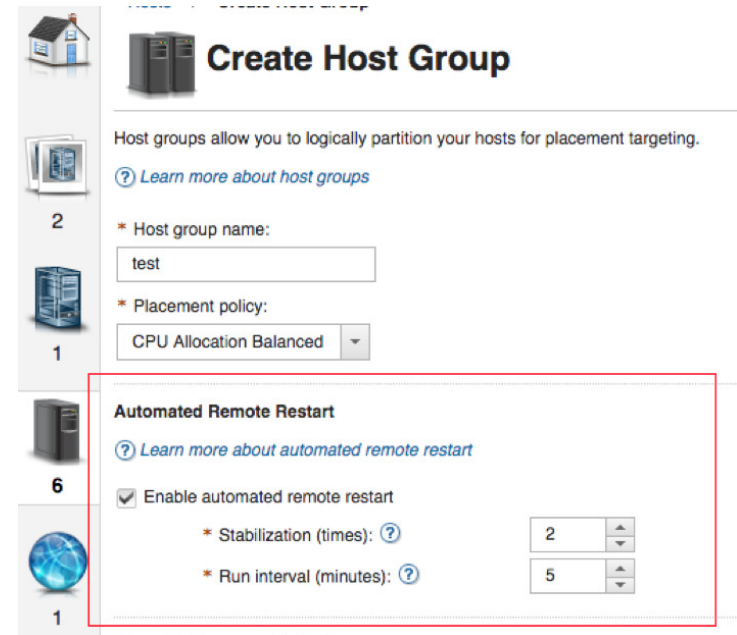 Create Host Group
Host groups allow you to logically partition your hosts for placement targeting.
? Learn more about host groups
2
* Host group name:
test
* Placement policy:
CPU Allocation Balanced
1
Automated Remote Restart
? Learn more about automated remote restart
6
Enable automated remote restart
* Stabilization (times): ? 2
* Run interval (minutes): ? 5
1